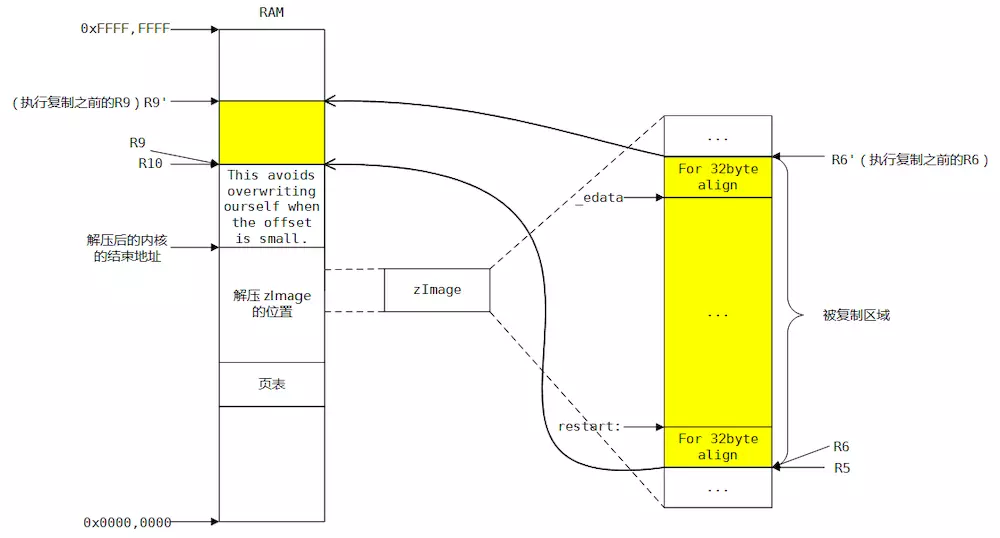 RAM
0xFFFF,FFFF
(执行复制之前的R9)R9'
R9
R10
This avoids
overwriting
ourself when
the offset
is small.
解压后的内核
的结束地址
解压 zImage
的位置
页表
0x0000,0000
zImage
...
R6'(执行复制之前的R6)
For 32byte
align
_edata
...
被复制区域
restart:
For 32byte
align
R6
R5
...